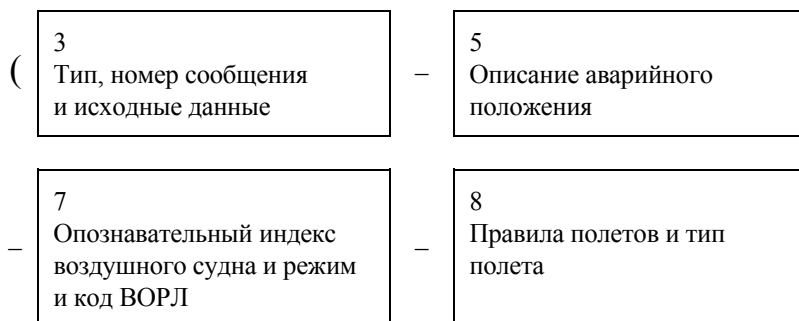 ( 3 – 5
Тип, номер сообщения
и исходные данные
Описание аварийного
положения
– 7 – 8
Опознавательный индекс
воздушного судна и режим
и код ВОРЛ
Правила полетов и тип
полета